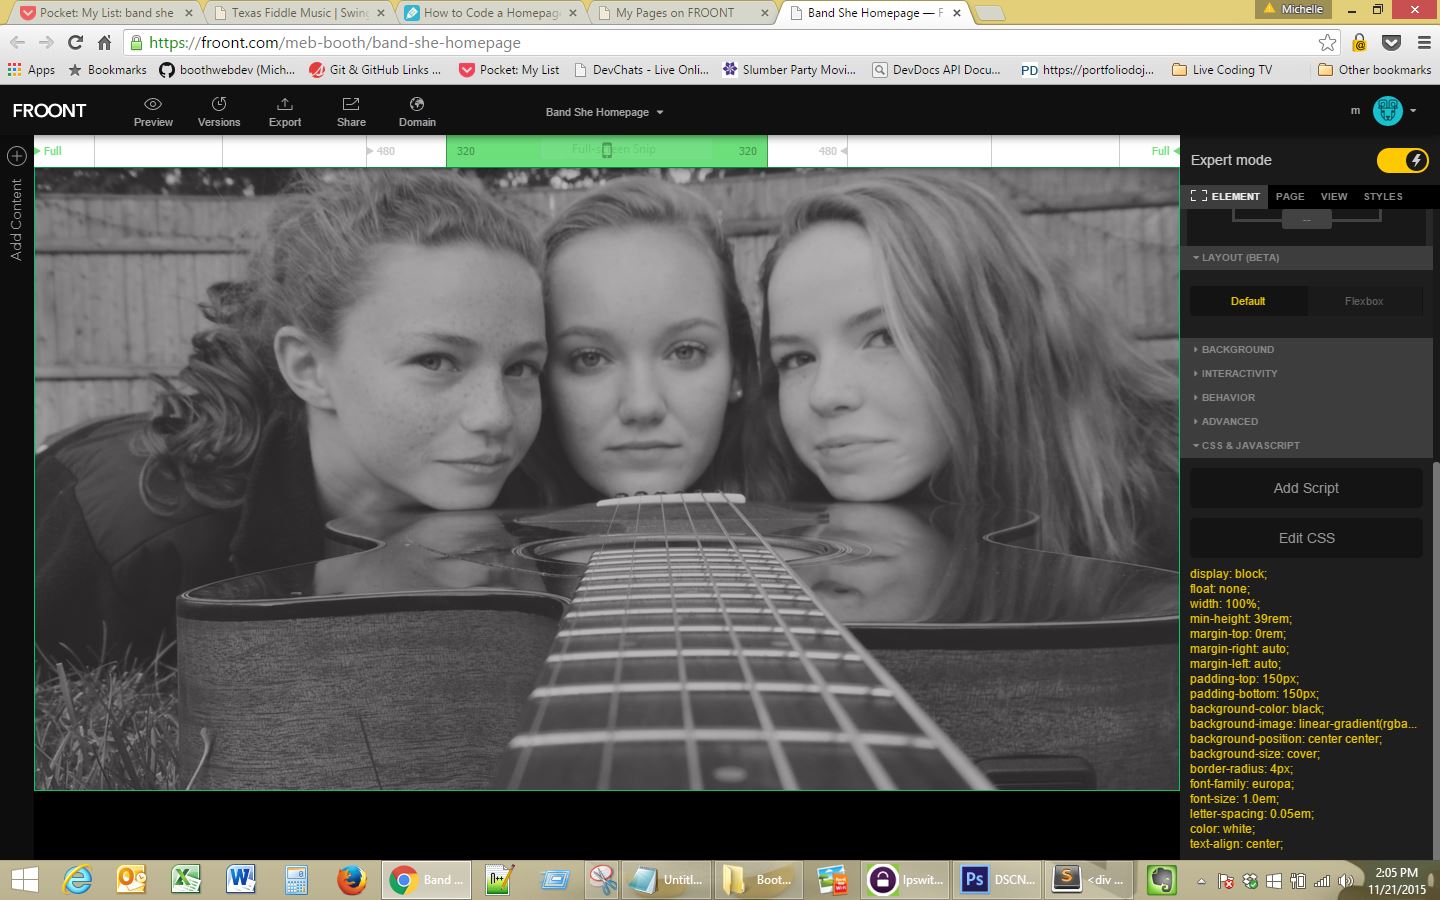 Pocket: My List: band she
Texas Fiddle Music | Swing
How to Code a Homepage
My Pages on FROONT
Band She Homepage — F
Michelle
https://froont.com/meb-booth/band-she-homepage
Apps
Bookmarks
boothwebdev (Mich...
Git & GitHub Links ...
Pocket: My List
DevChats - Live Onli...
Slumber Party Movi...
DevDocs API Docu...
PD https://portfoliodoj...
Live Coding TV
Other bookmarks
FROONT
Preview
Versions
Export
Share
Domain
Band She Homepage
m
Full
480
320
Full-screen Snip
320
480
Full
Add Content
Expert mode
ELEMENT
PAGE
VIEW
STYLES
--
LAYOUT (BETA)
Default
Flexbox
BACKGROUND
INTERACTIVITY
BEHAVIOR
ADVANCED
CSS & JAVASCRIPT
Add Script
Edit CSS
display: block;
float: none;
width: 100%;
min-height: 39rem;
margin-top: 0rem;
margin-right: auto;
margin-left: auto;
padding-top: 150px;
padding-bottom: 150px;
background-color: black;
background-image: linear-gradient(rgba...
background-position: center center;
background-size: cover;
border-radius: 4px;
font-family: europa;
font-size: 1.0em;
letter-spacing: 0.05em;
color: white;
text-align: center;
Band ...
Untitl...
Boot...
Ipswit...
Ps
DSCN...
<div ...
2:05 PM
11/21/2015